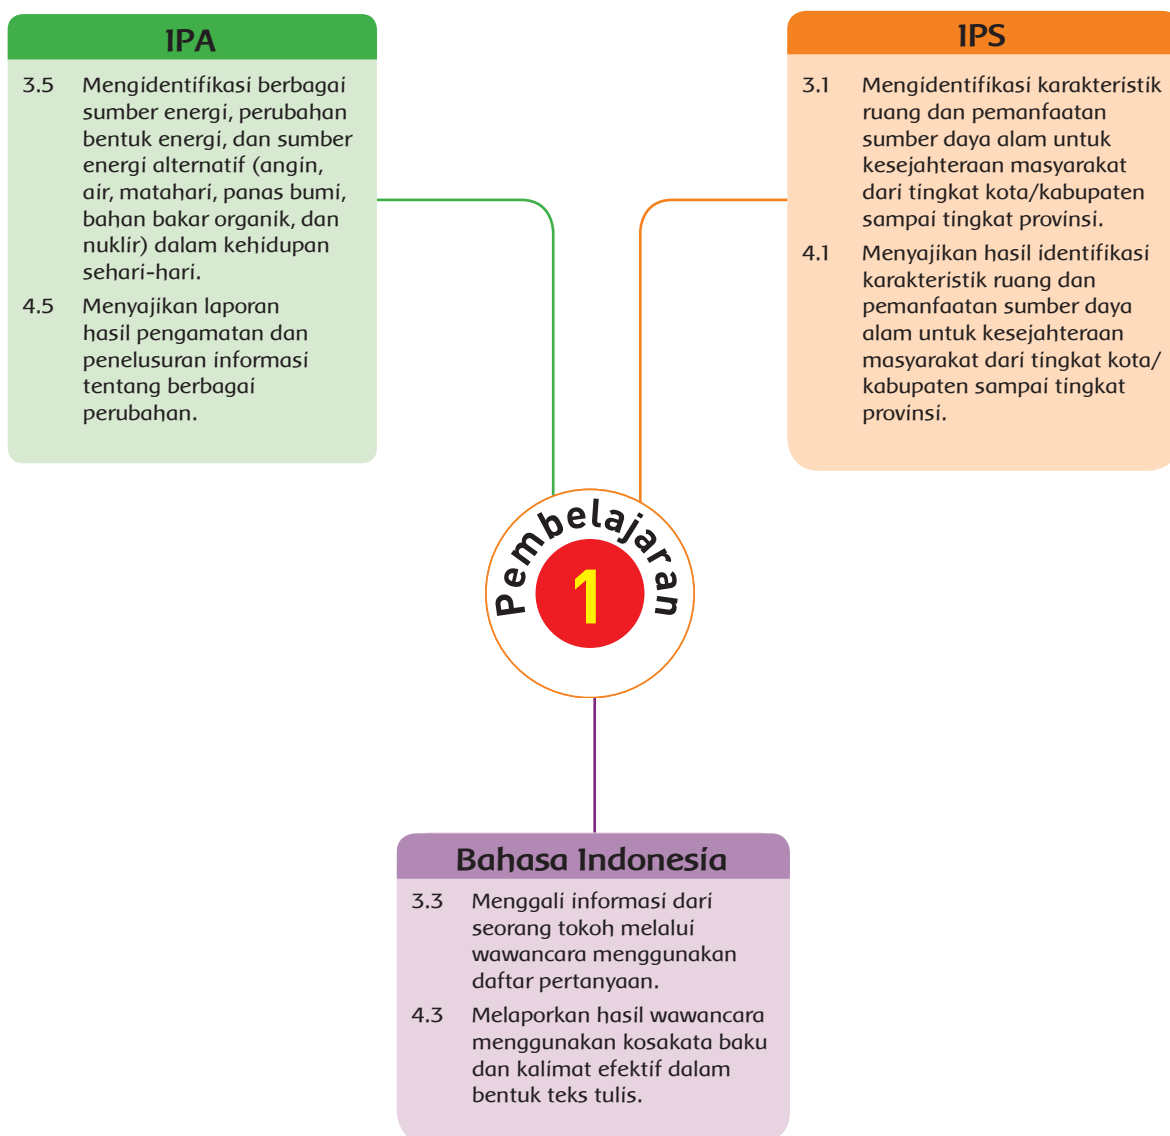 IPA
3.5 Mengidentifikasi berbagai
sumber energi, perubahan
bentuk energi, dan sumber
energi alternatif (angin,
air, matahari, panas bumi,
bahan bakar organik, dan
nuklir) dalam kehidupan
sehari-hari.
4.5 Menyajikan laporan
hasil pengamatan dan
penelusuran informasi
tentang berbagai
perubahan.
IPS
3.1 Mengidentifikasi karakteristik
ruang dan pemanfaatan
sumber daya alam untuk
kesejahteraan masyarakat
dari tingkat kota/kabupaten
sampai tingkat provinsi.
4.1 Menyajikan hasil identifikasi
karakteristik ruang dan
pemanfaatan sumber daya
alam untuk kesejahteraan
masyarakat dari tingkat kota/
kabupaten sampai tingkat
provinsi.
Pembelajaran
1
Bahasa Indonesia
3.3 Menggali informasi dari
seorang tokoh melalui
wawancara menggunakan
daftar pertanyaan.
4.3 Melaporkan hasil wawancara
menggunakan kosakata baku
dan kalimat efektif dalam
bentuk teks tulis.